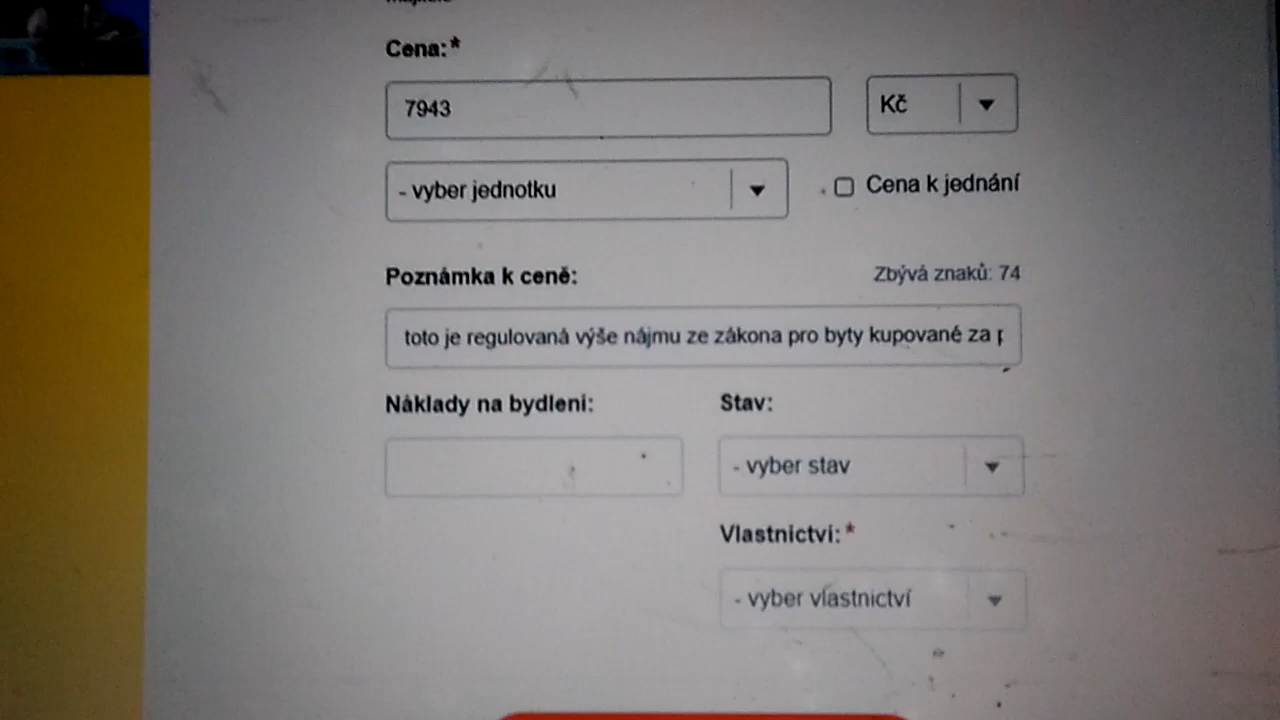 Cena:*
7943
Kč
- vyber jednotku
Cena k jednání
Poznámka k ceně:
Zbývá znaků: 74
toto je regulovaná výše nájmu ze zákona pro byty kupované za
Náklady na bydlení:
Stav:
- vyber stav
Vlastnictví:*
- vyber vlastnictví